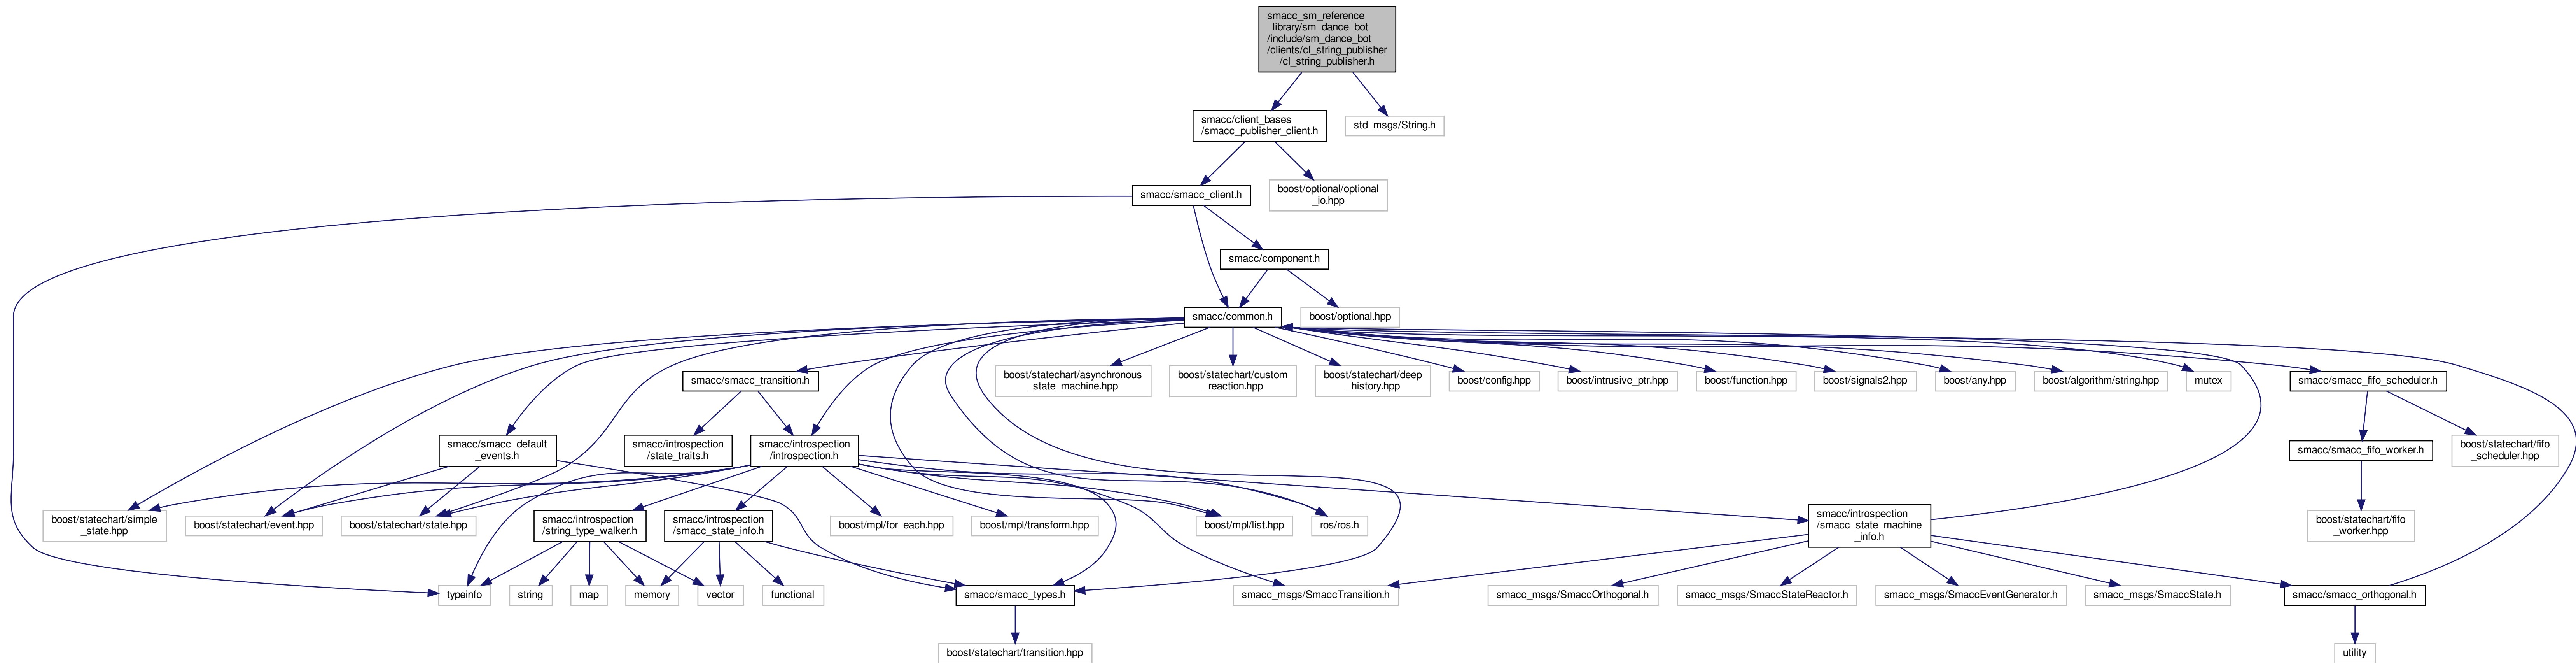 smacc_sm_reference
_library/sm_dance_bot
/include/sm_dance_bot
/clients/cl_string_publisher
/cl_string_publisher.h
smacc/client_bases
/smacc_publisher_client.h
std_msgs/String.h
smacc/smacc_client.h
boost/optional/optional
_io.hpp
smacc/component.h
smacc/common.h
boost/optional.hpp
smacc/smacc_transition.h
boost/statechart/asynchronous
_state_machine.hpp
boost/statechart/custom
_reaction.hpp
boost/statechart/deep
_history.hpp
boost/config.hpp
boost/intrusive_ptr.hpp
boost/function.hpp
boost/signals2.hpp
boost/any.hpp
boost/algorithm/string.hpp
mutex
smacc/smacc_fifo_scheduler.h
smacc/smacc_default
_events.h
smacc/introspection
/state_traits.h
smacc/introspection
/introspection.h
smacc/smacc_fifo_worker.h
boost/statechart/fifo
_scheduler.hpp
boost/statechart/simple
_state.hpp
boost/statechart/event.hpp
boost/statechart/state.hpp
smacc/introspection
/string_type_walker.h
smacc/introspection
/smacc_state_info.h
boost/mpl/for_each.hpp
boost/mpl/transform.hpp
boost/mpl/list.hpp
ros/ros.h
smacc/introspection
/smacc_state_machine
_info.h
boost/statechart/fifo
_worker.hpp
typeinfo
string
map
memory
vector
functional
smacc/smacc_types.h
smacc_msgs/SmaccTransition.h
smacc_msgs/SmaccOrthogonal.h
smacc_msgs/SmaccStateReactor.h
smacc_msgs/SmaccEventGenerator.h
smacc_msgs/SmaccState.h
smacc/smacc_orthogonal.h
boost/statechart/transition.hpp
utility